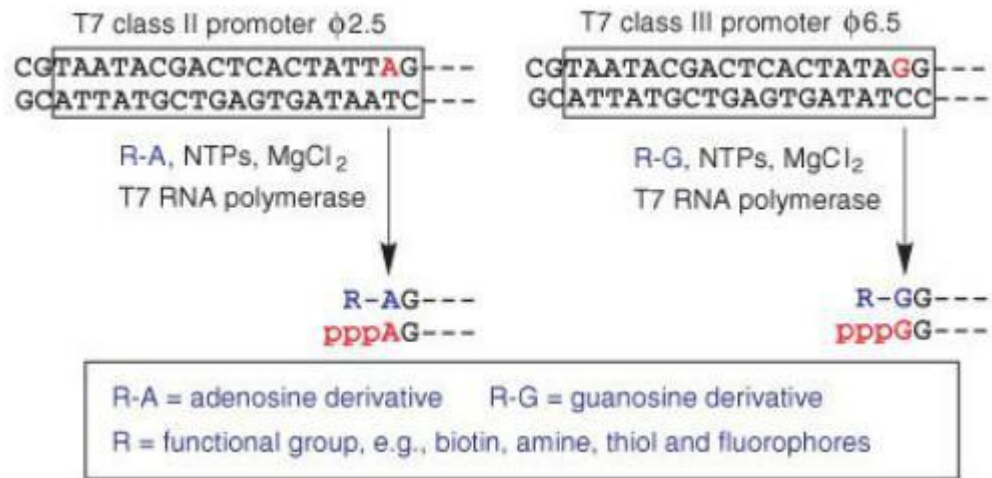 T7 class II promoter ϕ2.5
CGTAATACGACTCACTATTAG---
GCATTATGCTGAGTGATAATC---
R-A, NTPs, MgCl₂
T7 RNA polymerase
R-AG---
pppAG---
T7 class III promoter ϕ6.5
CGTAATACGACTCACTATAGG---
GCATTATGCTGAGTGATATCC---
R-G, NTPs, MgCl₂
T7 RNA polymerase
R-GG---
pppGG---
R-A = adenosine derivative R-G = guanosine derivative
R = functional group, e.g., biotin, amine, thiol and fluorophores